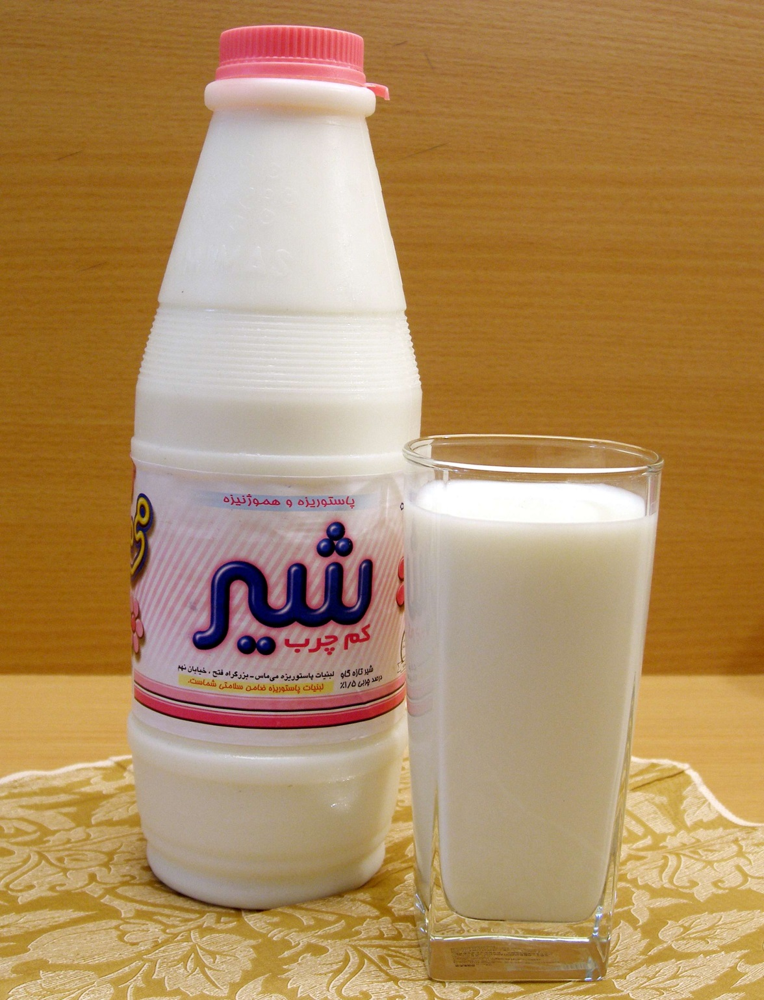 پاستوریزه و هموژنیزه
شیر
کم چرب
شیر تازه گاو
درصد چربی ۱/۵٪
لبنیات پاستوریزه می‌ماس - بزرگراه فتح ، خیابان نهم
لبنیات پاستوریزه ضامن سلامتی شماست.